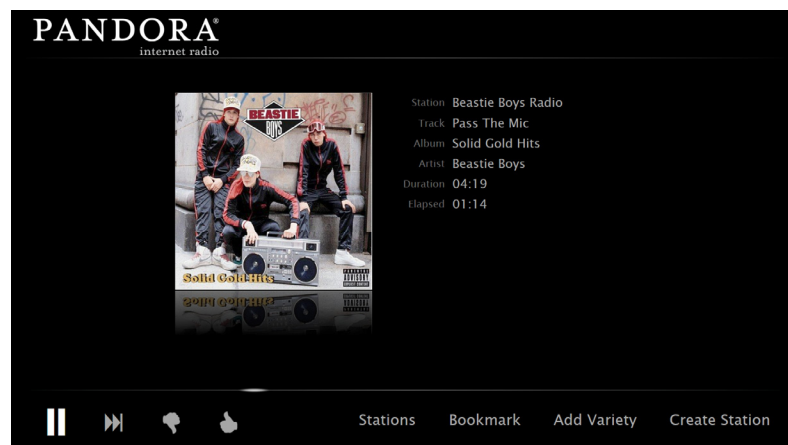 PANDORA®
internet radio
BEASTIE
BOYS
Solid Gold Hits
PARENTAL
ADVISORY
EXPLICIT CONTENT
Station Beastie Boys Radio
Track Pass The Mic
Album Solid Gold Hits
Artist Beastie Boys
Duration 04:19
Elapsed 01:14
Stations Bookmark Add Variety Create Station